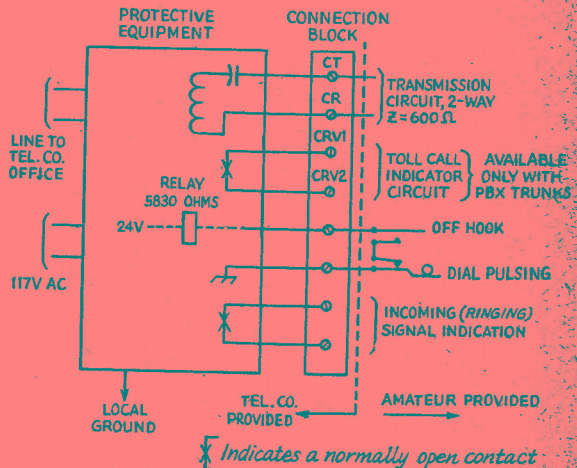 PROTECTIVE
EQUIPMENT
CONNECTION
BLOCK
CT
CR
CRV1
CRV2
TRANSMISSION
CIRCUIT, 2-WAY
Z=600Ω
LINE TO
TEL. CO.
OFFICE
TOLL CALL
INDICATOR
CIRCUIT
AVAILABLE
ONLY WITH
PBX TRUNKS
RELAY
5830 OHMS
24V
OFF HOOK
DIAL PULSING
117V AC
INCOMING (RINGING)
SIGNAL INDICATION
LOCAL
GROUND
TEL. CO.
PROVIDED
AMATEUR PROVIDED
Indicates a normally open contact